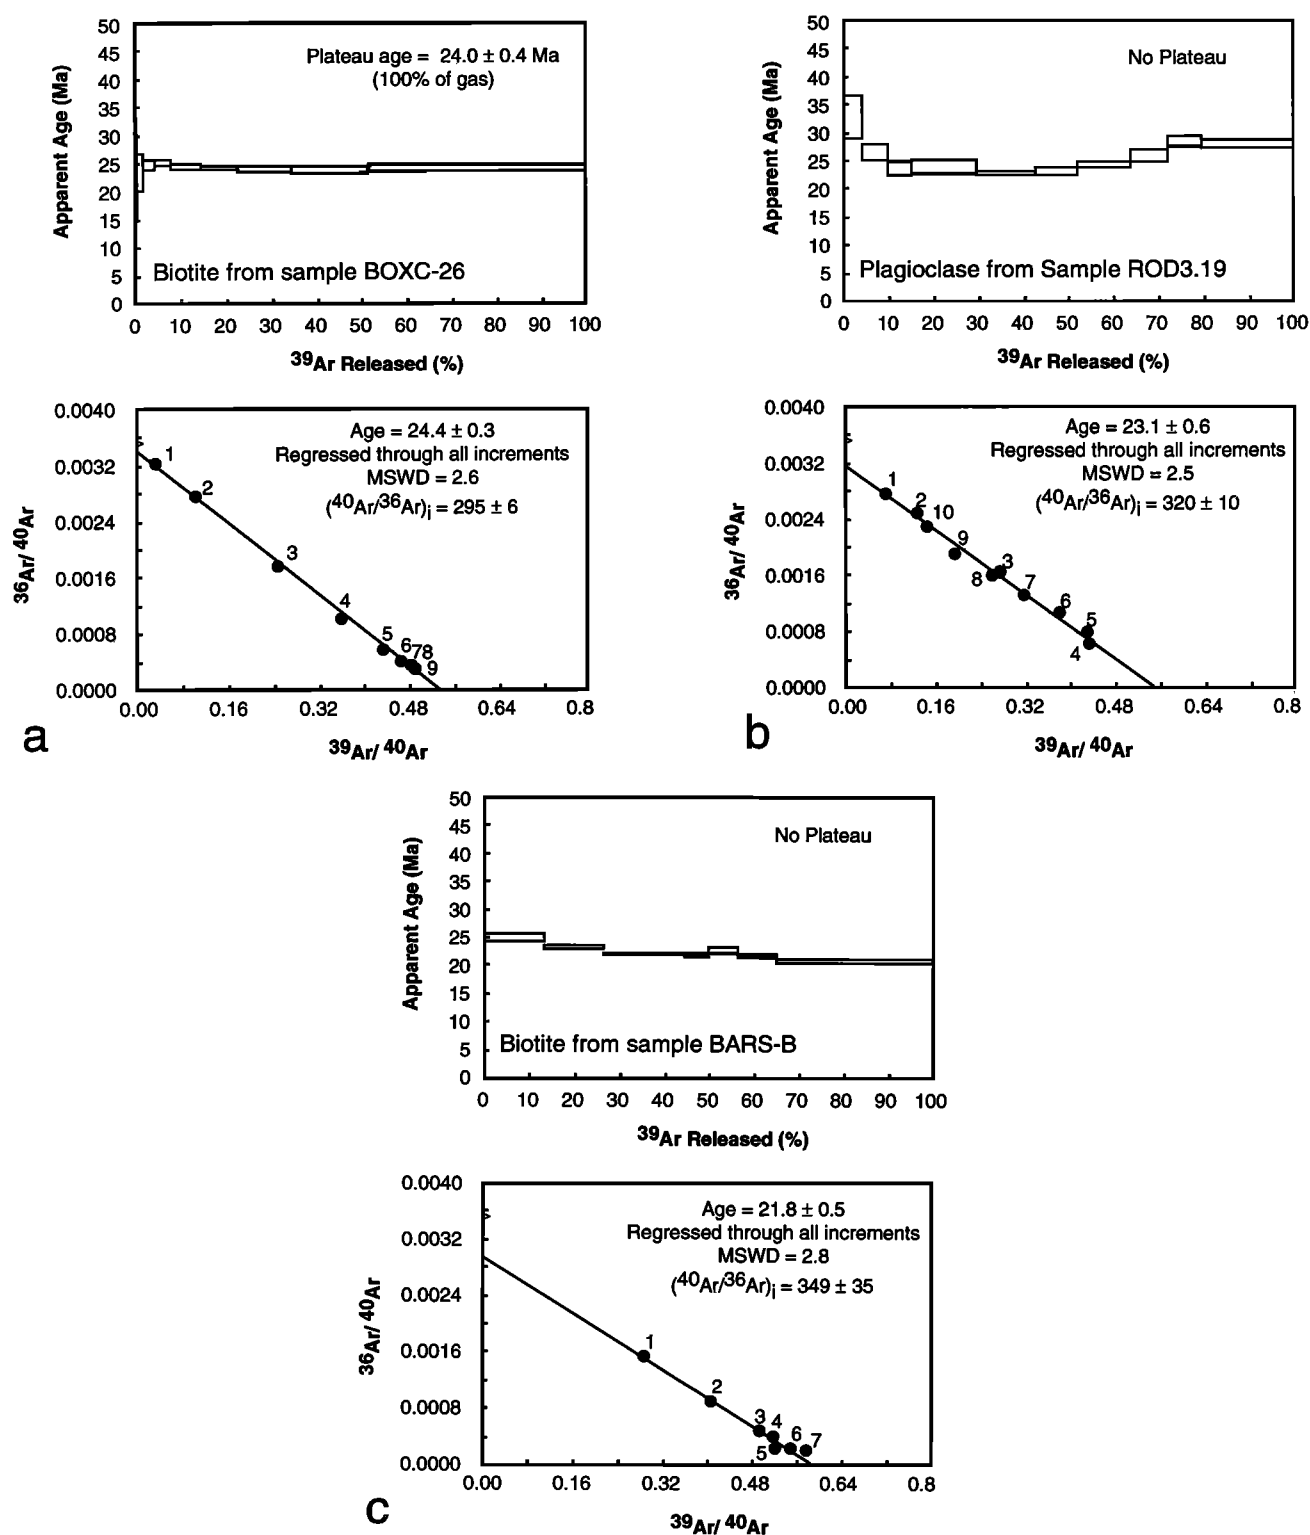 50
45
40
35
30
25
20
15
10
5
0
Apparent Age (Ma)
Plateau age = 24.0 ± 0.4 Ma
(100% of gas)
Biotite from sample BOXC-26
0 10 20 30 40 50 60 70 80 90 100
39Ar Released (%)
50
45
40
35
30
25
20
15
10
5
0
Apparent Age (Ma)
No Plateau
Plagioclase from Sample ROD3.19
0 10 20 30 40 50 60 70 80 90 100
39Ar Released (%)
0.0040
0.0032
0.0024
0.0016
0.0008
0.0000
36Ar/ 40Ar
Age = 24.4 ± 0.3
Regressed through all increments
MSWD = 2.6
(40Ar/36Ar)i = 295 ± 6
1
2
3
4
5
6
7
8
9
0.00 0.16 0.32 0.48 0.64 0.8
39Ar/ 40Ar
a
0.0040
0.0032
0.0024
0.0016
0.0008
0.0000
36Ar/ 40Ar
Age = 23.1 ± 0.6
Regressed through all increments
MSWD = 2.5
(40Ar/36Ar)i = 320 ± 10
1
2
10
9
8
3
7
6
5
4
0.00 0.16 0.32 0.48 0.64 0.8
39Ar/ 40Ar
b
50
45
40
35
30
25
20
15
10
5
0
Apparent Age (Ma)
No Plateau
Biotite from sample BARS-B
0 10 20 30 40 50 60 70 80 90 100
39Ar Released (%)
0.0040
0.0032
0.0024
0.0016
0.0008
0.0000
36Ar/ 40Ar
Age = 21.8 ± 0.5
Regressed through all increments
MSWD = 2.8
(40Ar/36Ar)i = 349 ± 35
1
2
3
4
5
6
7
0.00 0.16 0.32 0.48 0.64 0.8
39Ar/ 40Ar
c